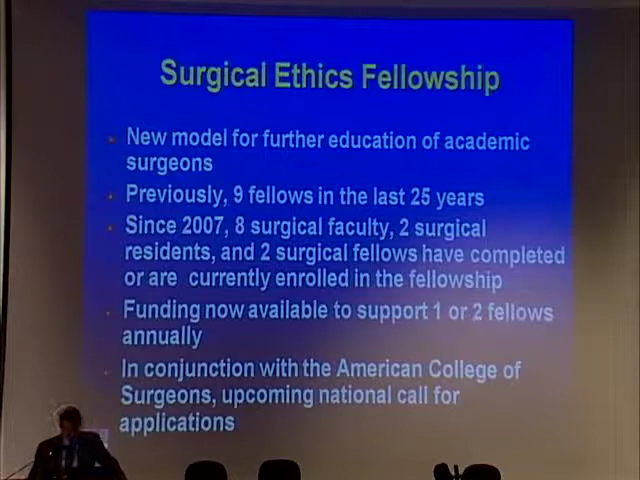 Surgical Ethics Fellowship
New model for further education of academic
surgeons
Previously, 9 fellows in the last 25 years
Since 2007, 8 surgical faculty, 2 surgical
residents, and 2 surgical fellows have completed
or are currently enrolled in the fellowship
Funding now available to support 1 or 2 fellows
annually
In conjunction with the American College of
Surgeons, upcoming national call for
applications